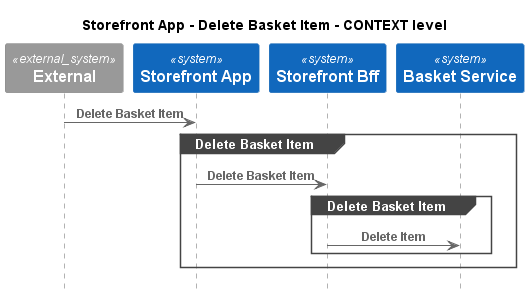 Storefront App - Delete Basket Item - CONTEXT level
«external_system»
External
«system»
Storefront App
«system»
Storefront Bff
«system»
Basket Service
Delete Basket Item
Delete Basket Item
Delete Basket Item
Delete Basket Item
Delete Item